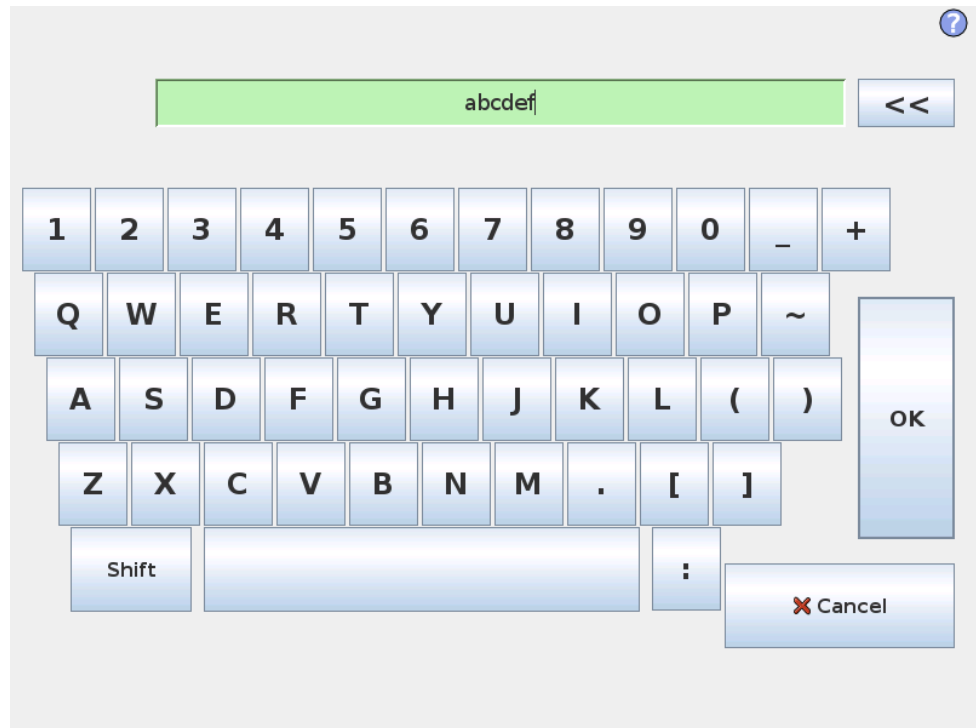 ?
abcdef
<<
1 2 3 4 5 6 7 8 9 0 _ +
Q W E R T Y U I O P ~
A S D F G H J K L ( )
OK
Z X C V B N M . [ ]
Shift :
Cancel